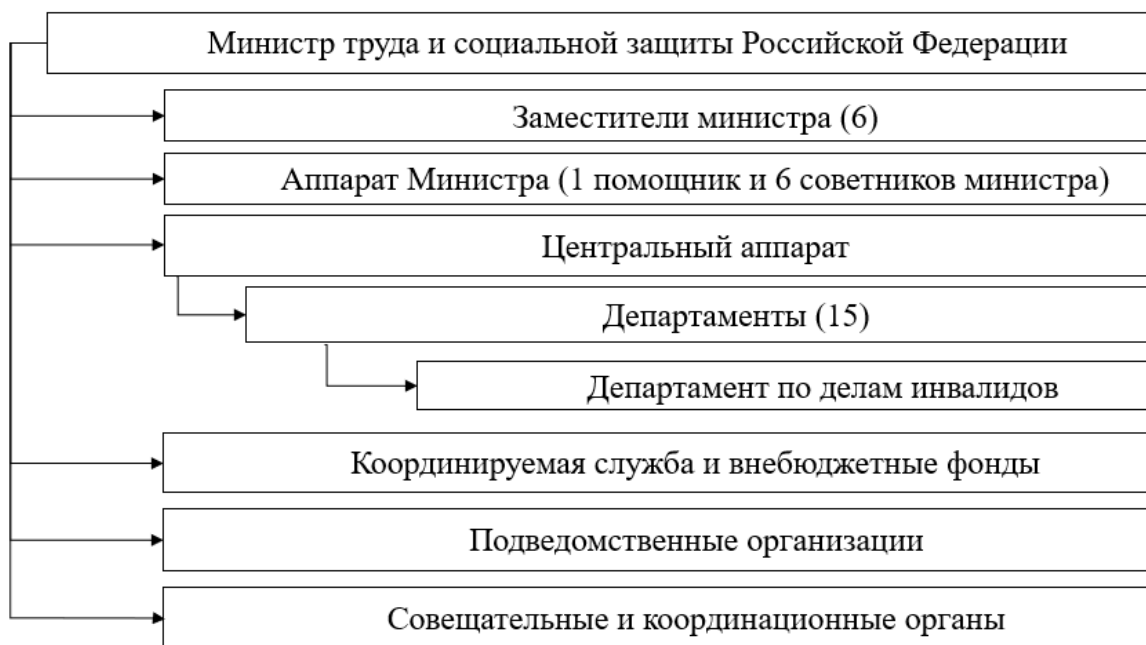 Министр труда и социальной защиты Российской Федерации
Заместители министра (6)
Аппарат Министра (1 помощник и 6 советников министра)
Центральный аппарат
Департаменты (15)
Департамент по делам инвалидов
Координируемая служба и внебюджетные фонды
Подведомственные организации
Совещательные и координационные органы